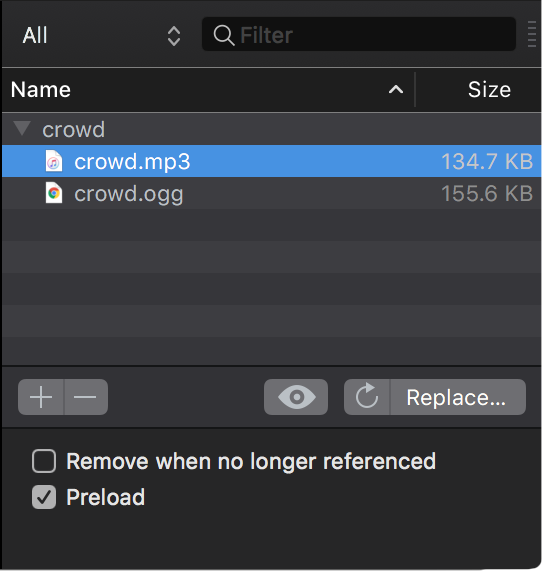 All Filter
Name Size
crowd
crowd.mp3 134.7 KB
crowd.ogg 155.6 KB
Replace...
Remove when no longer referenced
Preload